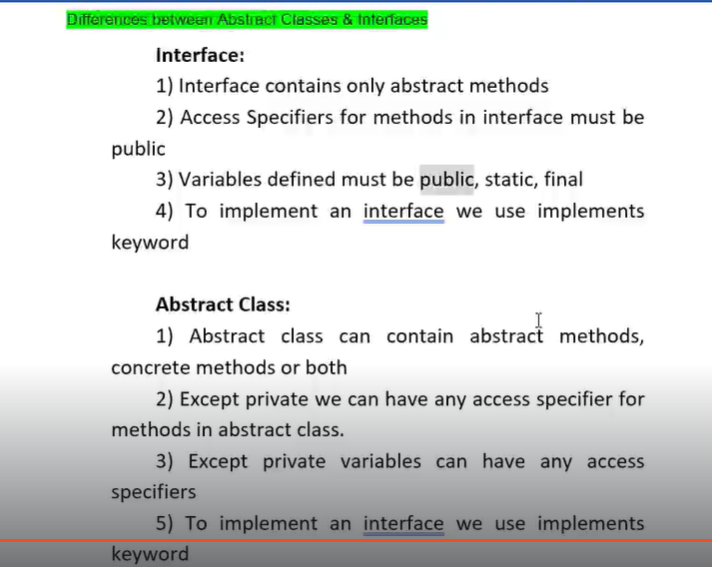 Differences between Abstract Classes & Interfaces
Interface:
1) Interface contains only abstract methods
2) Access Specifiers for methods in interface must be
public
3) Variables defined must be public, static, final
4) To implement an interface we use implements
keyword
Abstract Class:
1) Abstract class can contain abstract methods,
concrete methods or both
2) Except private we can have any access specifier for
methods in abstract class.
3) Except private variables can have any access
specifiers
5) To implement an interface we use implements
keyword